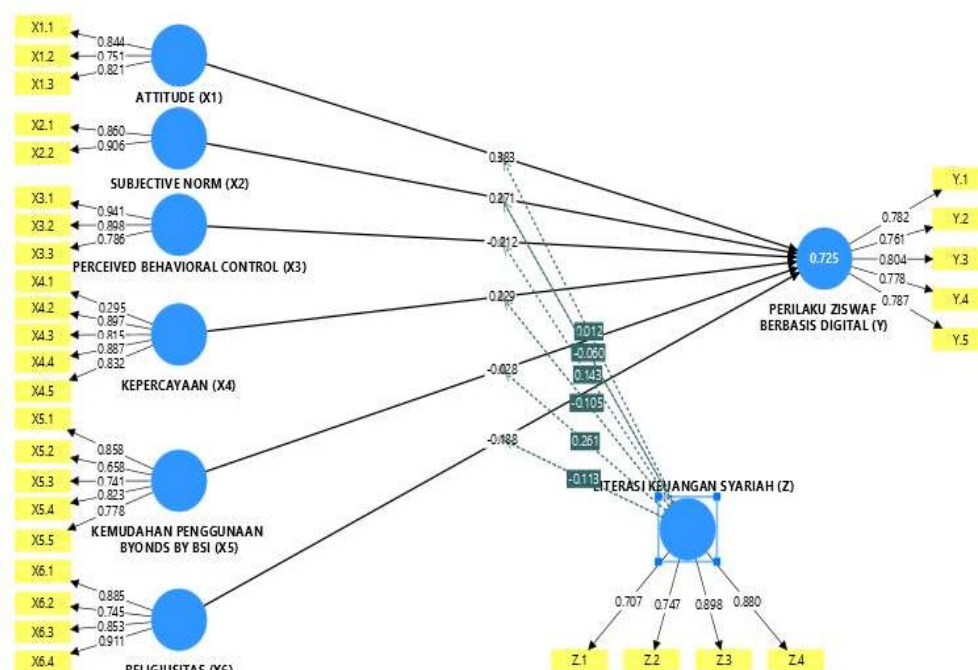 X1.1
X1.2
X1.3
0.844
0.751
0.821
ATTITUDE (X1)
X2.1
X2.2
0.860
0.906
SUBJECTIVE NORM (X2)
X3.1
X3.2
X3.3
0.941
0.898
0.786
PERCEIVED BEHAVIORAL CONTROL (X3)
X4.1
X4.2
X4.3
X4.4
X4.5
0.295
0.897
0.815
0.887
0.832
KEPERCAYAAN (X4)
X5.1
X5.2
X5.3
X5.4
X5.5
0.858
0.658
0.741
0.823
0.778
KEMUDAHAN PENGGUNAAN
BYONDS BY BSI (X5)
X6.1
X6.2
X6.3
X6.4
0.885
0.745
0.853
0.911
RELIGIUSITAS (X6)
0.271
0.229
-0.028
0.012
-0.060
0.143
-0.105
0.261
-0.113
0.725
PERILAKU ZISWAF
BERBASIS DIGITAL (Y)
0.782
0.761
0.804
0.778
0.787
Y.1
Y.2
Y.3
Y.4
Y.5
LITERASI KEUANGAN SYARIAH (Z)
0.707
0.747
0.898
0.880
Z.1
Z.2
Z.3
Z.4